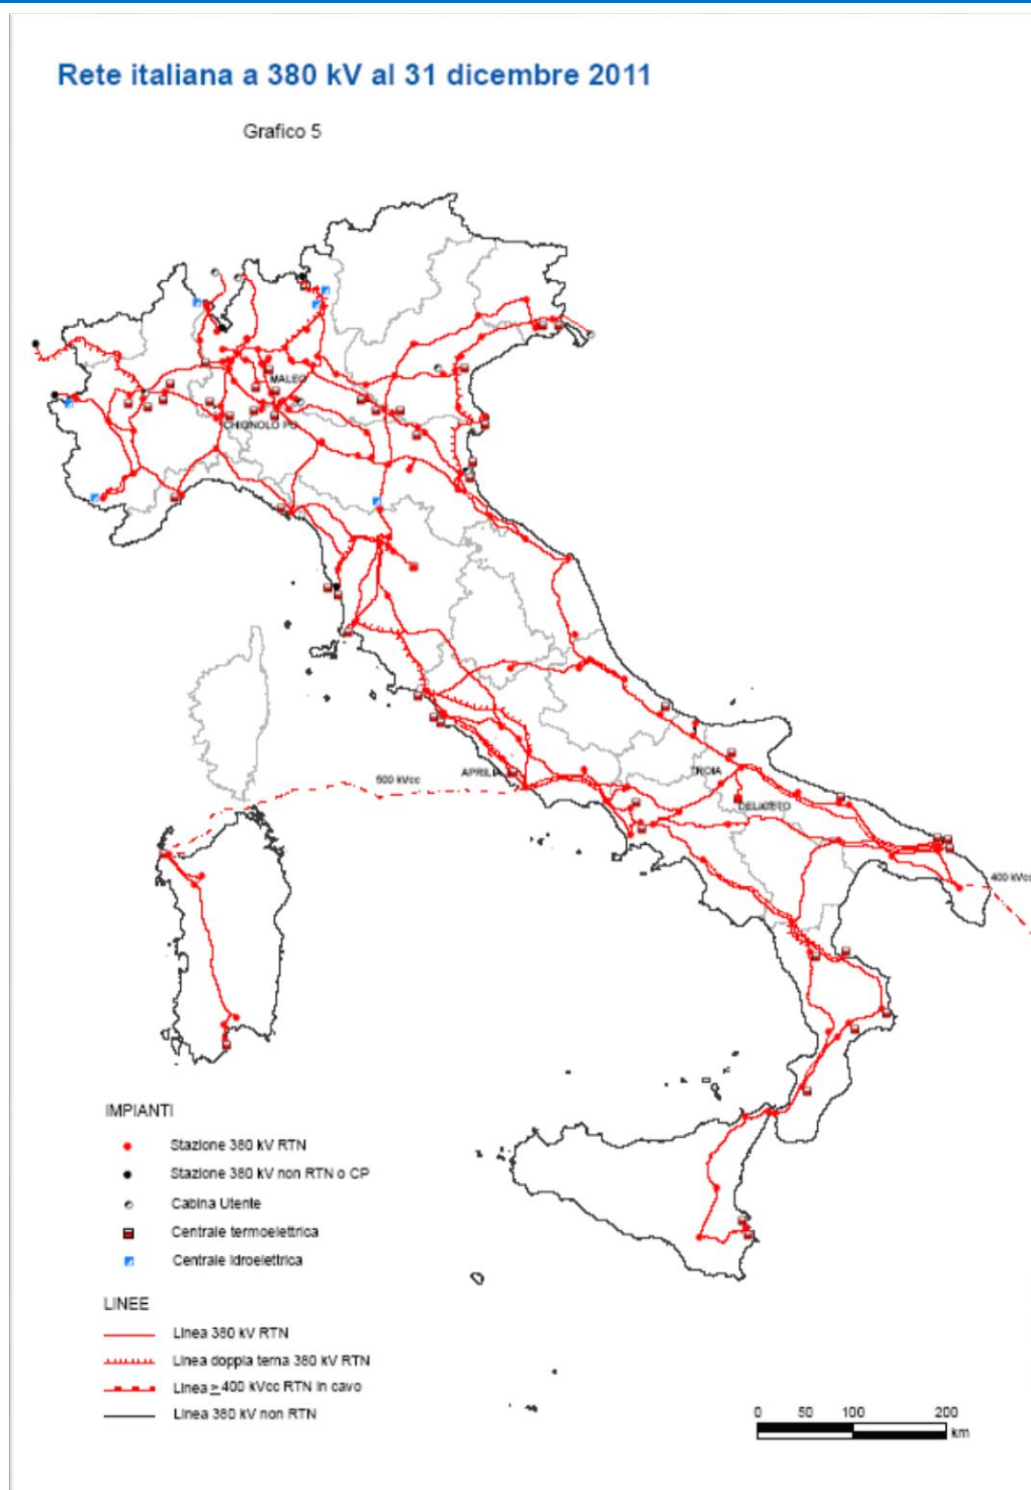 Rete italiana a 380 kV al 31 dicembre 2011
Grafico 5
MALEO
CHIGNOLO PO
APRILIA
500 kVcc
TROIA
DELICETO
400 kVcc
IMPIANTI
Stazione 380 kV RTN
Stazione 380 kV non RTN o CP
Cabina Utente
Centrale termoelettrica
Centrale Idroelettrica
LINEE
Linea 380 kV RTN
Linea doppia terna 380 kV RTN
Linea ≥400 kVcc RTN in cavo
Linea 380 kV non RTN
0 50 100 200
km